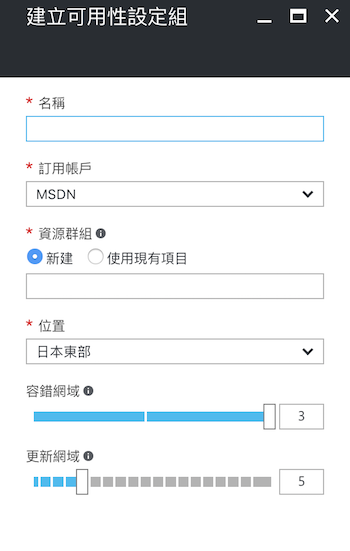 建立可用性設定組
* 名稱
* 訂用帳戶
MSDN
* 資源群組
新建 使用現有項目
* 位置
日本東部
容錯網域
3
更新網域
5